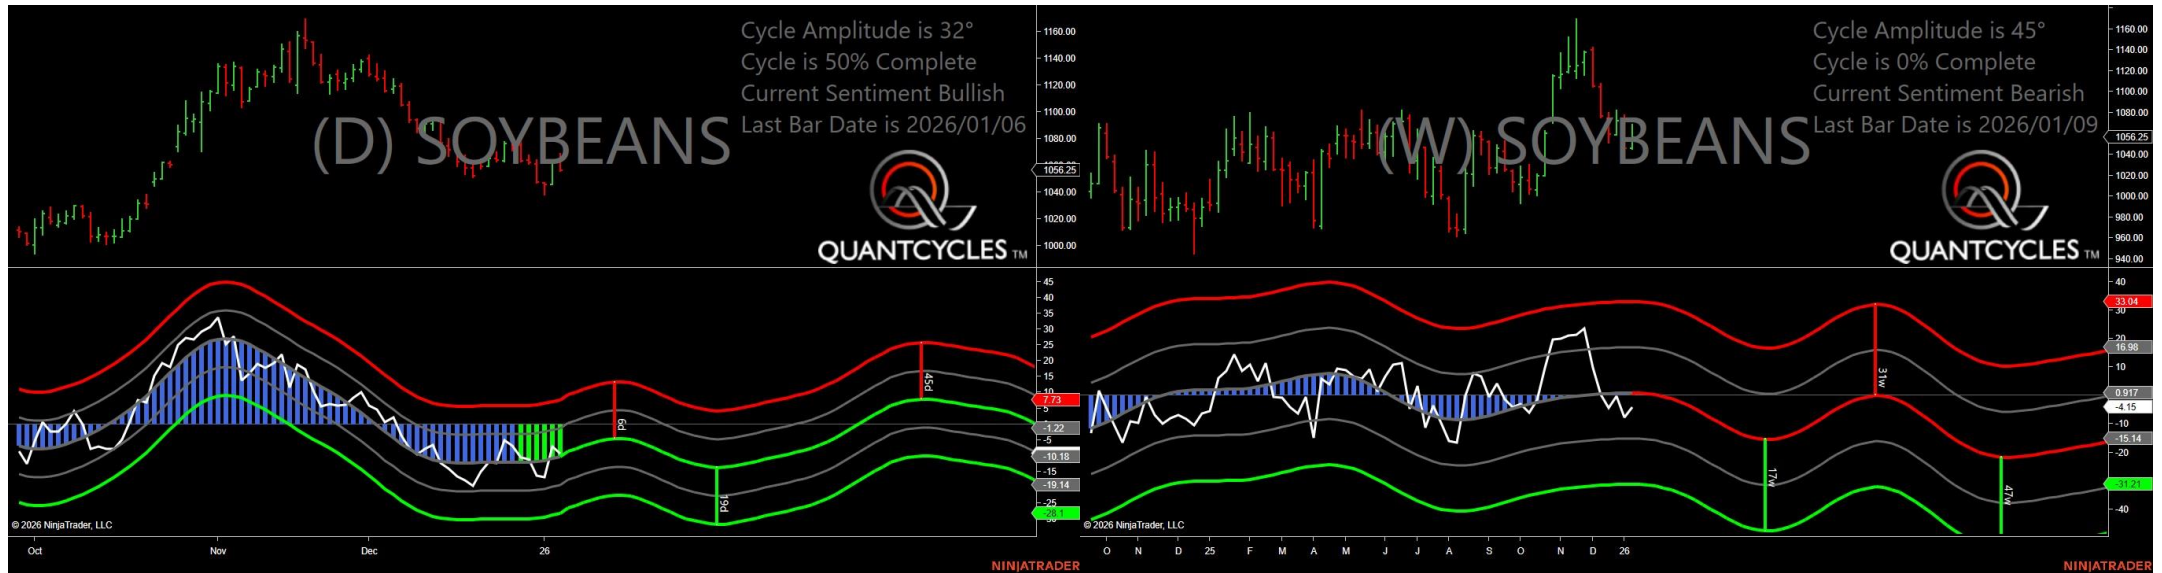 Cycle Amplitude is 32°
Cycle is 50% Complete
Current Sentiment Bullish
Last Bar Date is 2026/01/06
(D) SOYBEANS
QUANTCYCLES TM
1160.00
1140.00
1120.00
1100.00
1080.00
1056.25
1040.00
1020.00
1000.00
45
40
35
30
25
20
15
10
7.73
5
-1.22
-5
-10.18
-15
-19.14
-25
-28.1
6d
19d
45d
© 2026 NinjaTrader, LLC
Oct
Nov
Dec
26
NINJATRADER
Cycle Amplitude is 45°
Cycle is 0% Complete
Current Sentiment Bearish
Last Bar Date is 2026/01/09
(W) SOYBEANS
QUANTCYCLES TM
1160.00
1140.00
1120.00
1100.00
1080.00
1056.25
1040.00
1020.00
1000.00
980.00
960.00
940.00
40
33.04
30
20
16.98
10
0.917
-4.15
-10
-15.14
-20
-31.21
-40
17w
31w
47w
© 2026 NinjaTrader, LLC
O N D 25 F M A M J J A S O N D 26
NINJATRADER